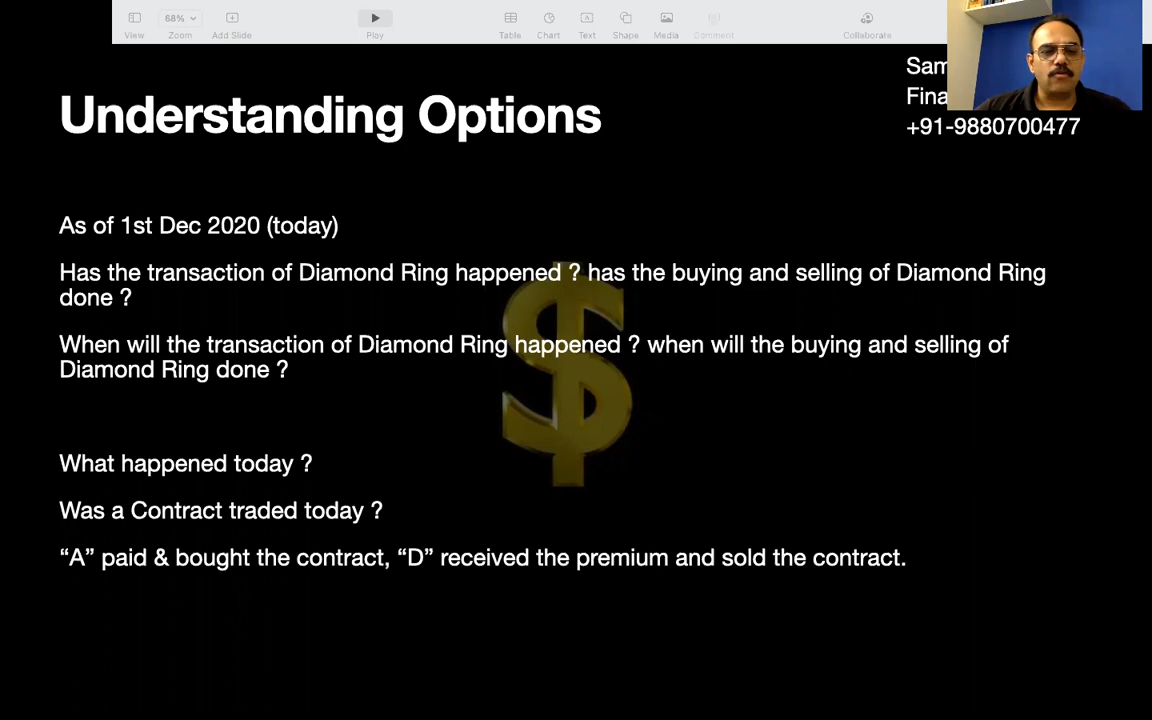 View
68%
Zoom
Add Slide
Play
Table
Chart
Text
Shape
Media
Comment
Collaborate
Understanding Options
+91-9880700477
As of 1st Dec 2020 (today)
Has the transaction of Diamond Ring happened ? has the buying and selling of Diamond Ring
done ?
When will the transaction of Diamond Ring happened ? when will the buying and selling of
Diamond Ring done ?
What happened today ?
Was a Contract traded today ?
“A” paid & bought the contract, “D” received the premium and sold the contract.